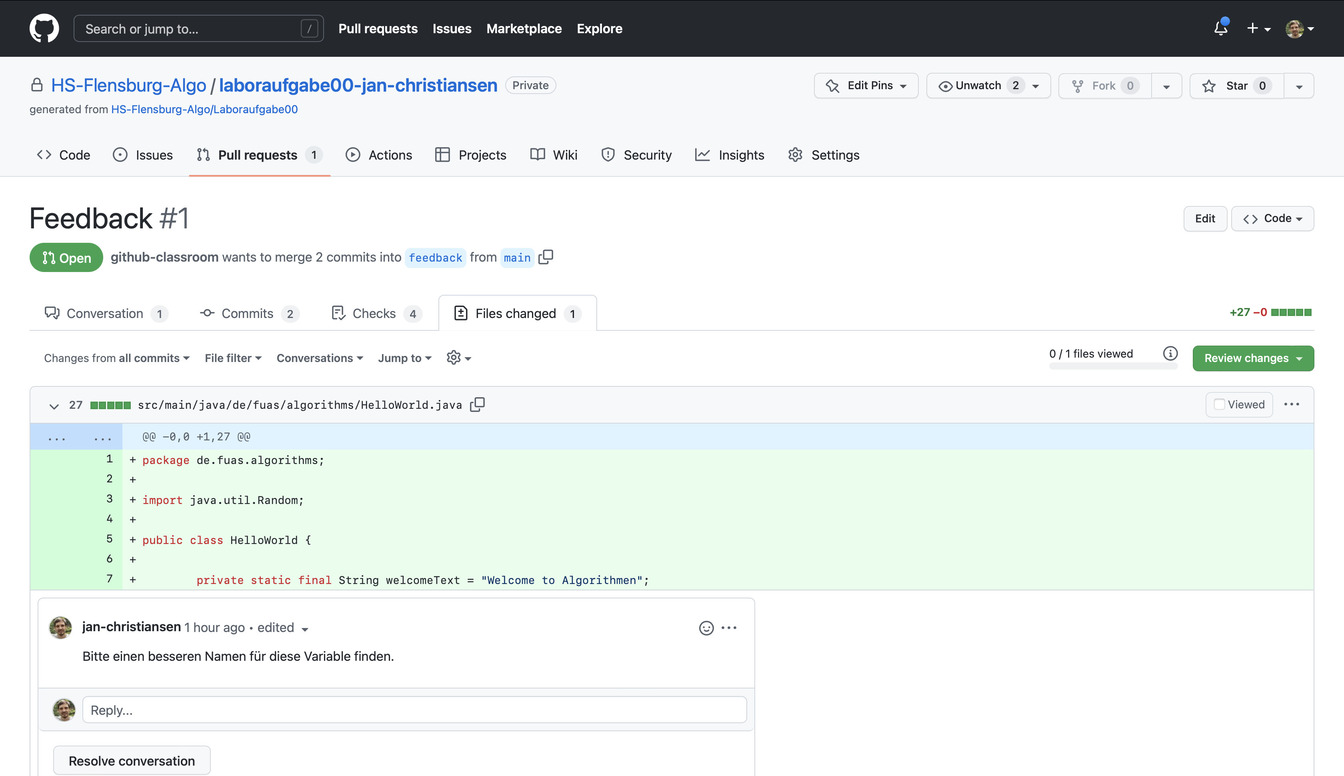 Search or jump to... /
Pull requests Issues Marketplace Explore
HS-Flensburg-Algo / laboraufgabe00-jan-christiansen Private
Edit Pins Unwatch 2 Fork 0 Star 0
generated from HS-Flensburg-Algo/Laboraufgabe00
Code Issues Pull requests 1 Actions Projects Wiki Security Insights Settings
Feedback #1
Edit Code
Open github-classroom wants to merge 2 commits into feedback from main
Conversation 1 Commits 2 Checks 4 Files changed 1
+27 −0
Changes from all commits File filter Conversations Jump to
0 / 1 files viewed Review changes
27 src/main/java/de/fuas/algorithms/HelloWorld.java Viewed
... ... @@ -0,0 +1,27 @@
1 + package de.fuas.algorithms;
2 +
3 + import java.util.Random;
4 +
5 + public class HelloWorld {
6 +
7 + private static final String welcomeText = "Welcome to Algorithmen";
jan-christiansen 1 hour ago • edited
Bitte einen besseren Namen für diese Variable finden.
Reply...
Resolve conversation